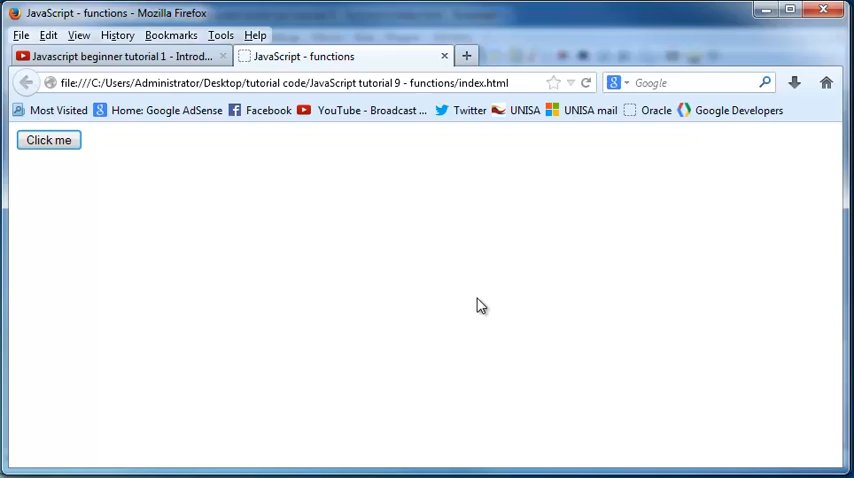 JavaScript - functions - Mozilla Firefox
File Edit View History Bookmarks Tools Help
Javascript beginner tutorial 1 - Introd... JavaScript - functions
file:///C:/Users/Administrator/Desktop/tutorial code/JavaScript tutorial 9 - functions/index.html Google
Most Visited Home: Google AdSense Facebook YouTube - Broadcast ... Twitter UNISA UNISA mail Oracle Google Developers
Click me